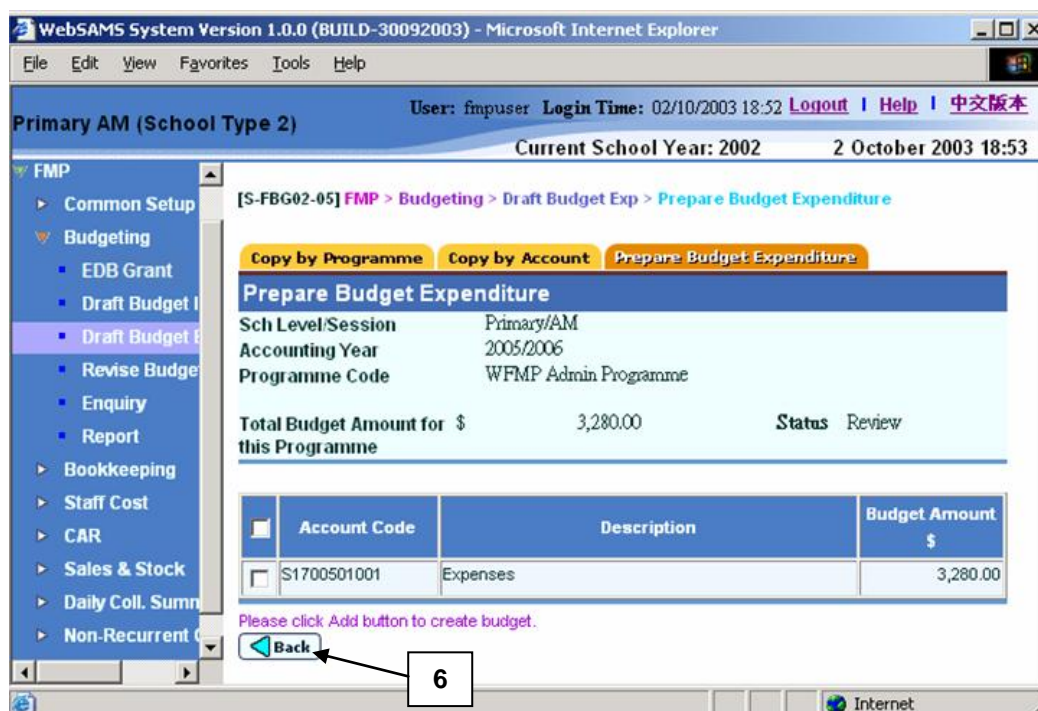 WebSAMS System Version 1.0.0 (BUILD-30092003) - Microsoft Internet Explorer
File Edit View Favorites Tools Help
User: fmpuser Login Time: 02/10/2003 18:52 Logout | Help | 中文版本
Primary AM (School Type 2)
Current School Year: 2002 2 October 2003 18:53
FMP
Common Setup
Budgeting
EDB Grant
Draft Budget I
Draft Budget E
Revise Budge
Enquiry
Report
Bookkeeping
Staff Cost
CAR
Sales & Stock
Daily Coll. Summ
Non-Recurrent
[S-FBG02-05] FMP > Budgeting > Draft Budget Exp > Prepare Budget Expenditure
Copy by Programme Copy by Account Prepare Budget Expenditure
Prepare Budget Expenditure
Sch Level/Session Primary/AM
Accounting Year 2005/2006
Programme Code WFMP Admin Programme
Total Budget Amount for $ 3,280.00 Status Review
this Programme
Account Code Description Budget Amount
$
S1700501001 Expenses 3,280.00
Please click Add button to create budget.
Back
6
Internet